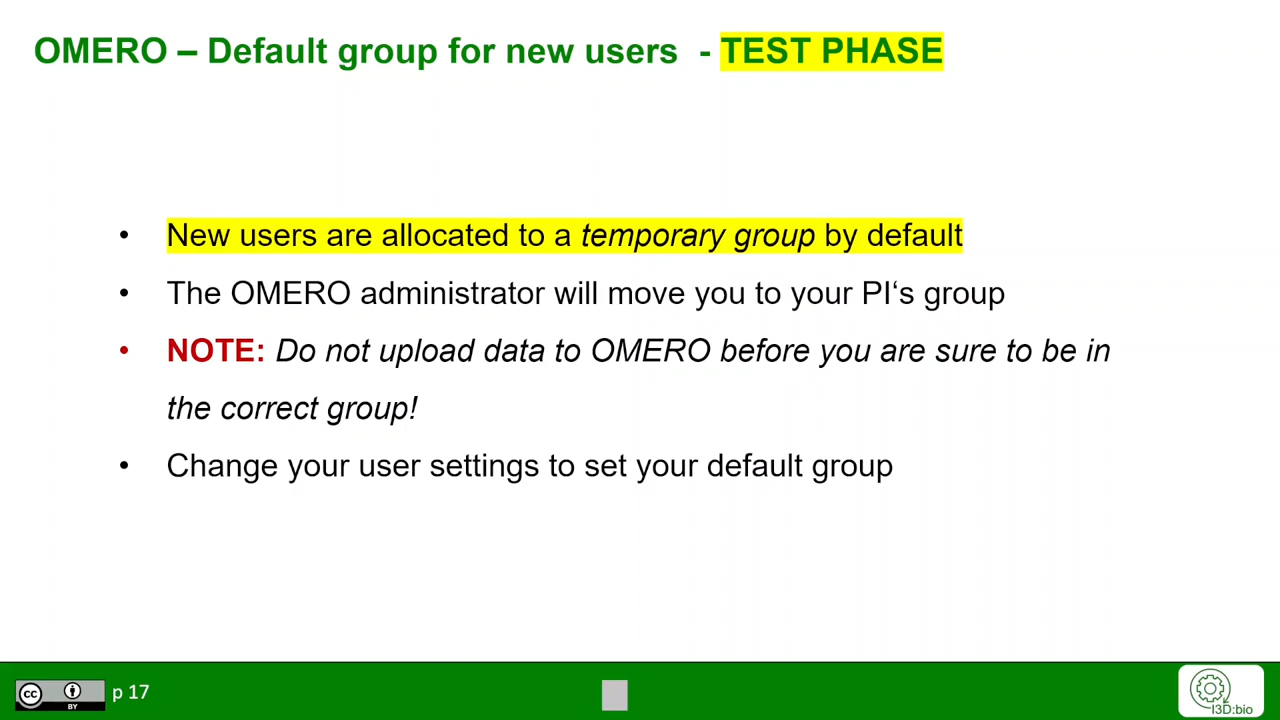 OMERO – Default group for new users - TEST PHASE
• New users are allocated to a temporary group by default
• The OMERO administrator will move you to your PI‘s group
• NOTE: Do not upload data to OMERO before you are sure to be in
the correct group!
• Change your user settings to set your default group
cc
BY
p 17
I3D:bio